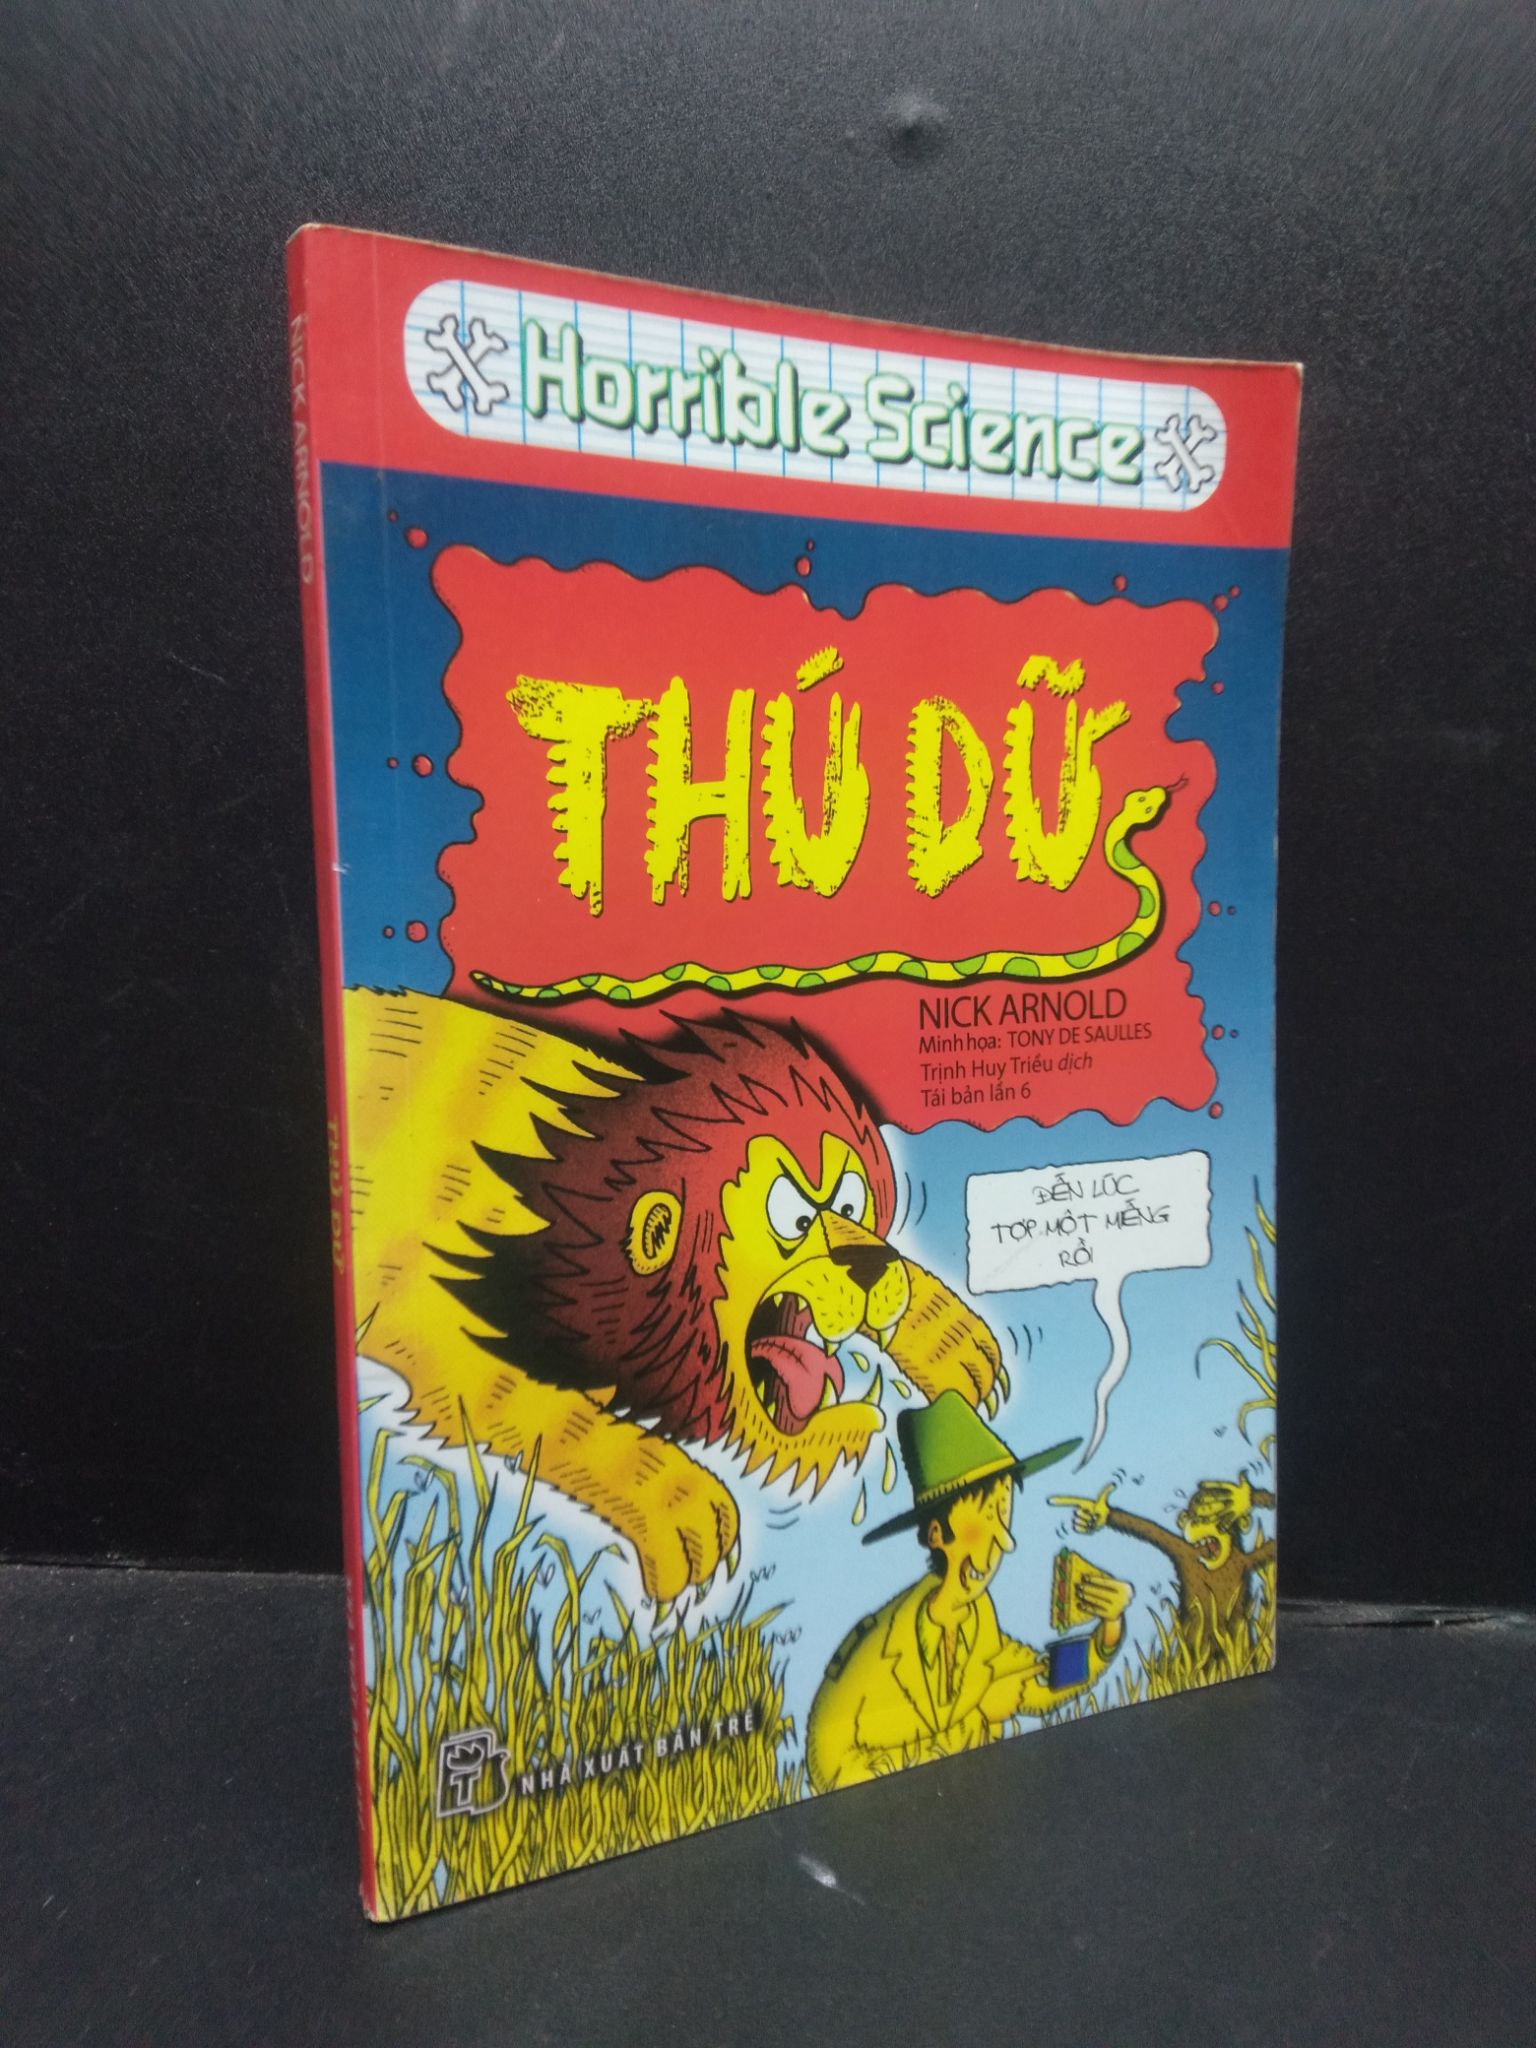 Horrible Science
THÚ DỮ
NICK ARNOLD
Minh họa: TONY DE SAULLES
Trịnh Huy Triều dịch
Tái bản lần 6
ĐẾN LÚC
TỢP MỘT MIẾNG
RỒI
NHÀ XUẤT BẢN TRẺ
NICK ARNOLD
THÚ DỮ